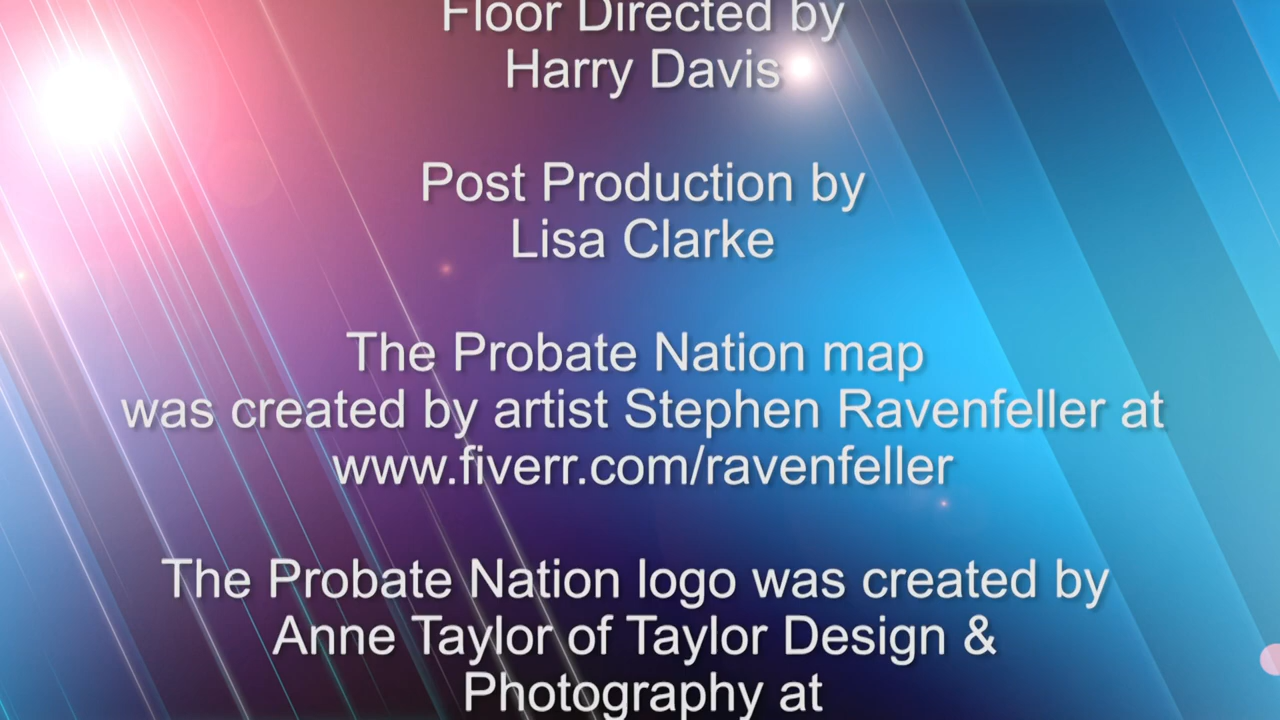 Floor Directed by
Harry Davis
Post Production by
Lisa Clarke
The Probate Nation map
was created by artist Stephen Ravenfeller at
www.fiverr.com/ravenfeller
The Probate Nation logo was created by
Anne Taylor of Taylor Design &
Photography at